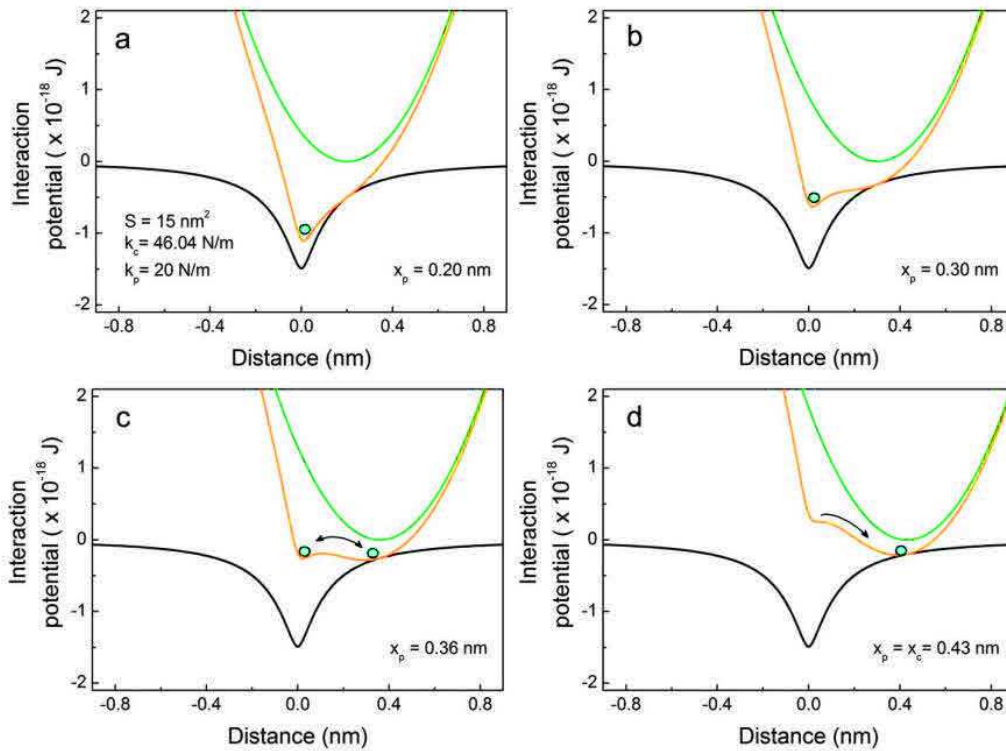 a
Interaction
potential ( x 10⁻¹⁸ J)
2
1
0
-1
-2
S = 15 nm²
k_c = 46.04 N/m
k_p = 20 N/m
x_p = 0.20 nm
-0.8 -0.4 0.0 0.4 0.8
Distance (nm)
b
Interaction
potential ( x 10⁻¹⁸ J)
2
1
0
-1
-2
x_p = 0.30 nm
-0.8 -0.4 0.0 0.4 0.8
Distance (nm)
c
Interaction
potential ( x 10⁻¹⁸ J)
2
1
0
-1
-2
x_p = 0.36 nm
-0.8 -0.4 0.0 0.4 0.8
Distance (nm)
d
Interaction
potential ( x 10⁻¹⁸ J)
2
1
0
-1
-2
x_p = x_c = 0.43 nm
-0.8 -0.4 0.0 0.4 0.8
Distance (nm)